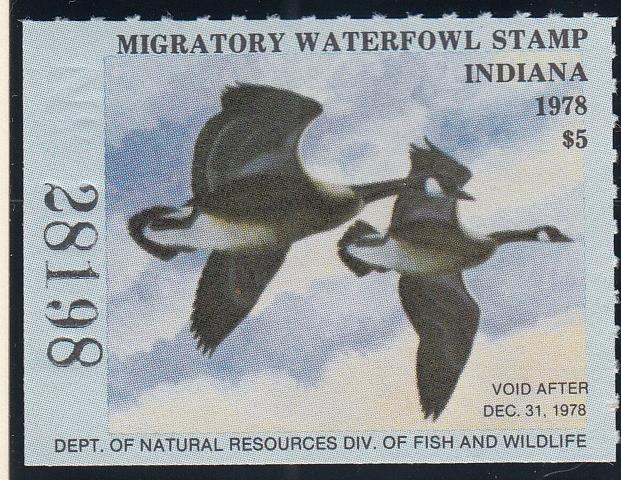 MIGRATORY WATERFOWL STAMP
INDIANA
1978
$5
28198
VOID AFTER
DEC. 31, 1978
DEPT. OF NATURAL RESOURCES DIV. OF FISH AND WILDLIFE